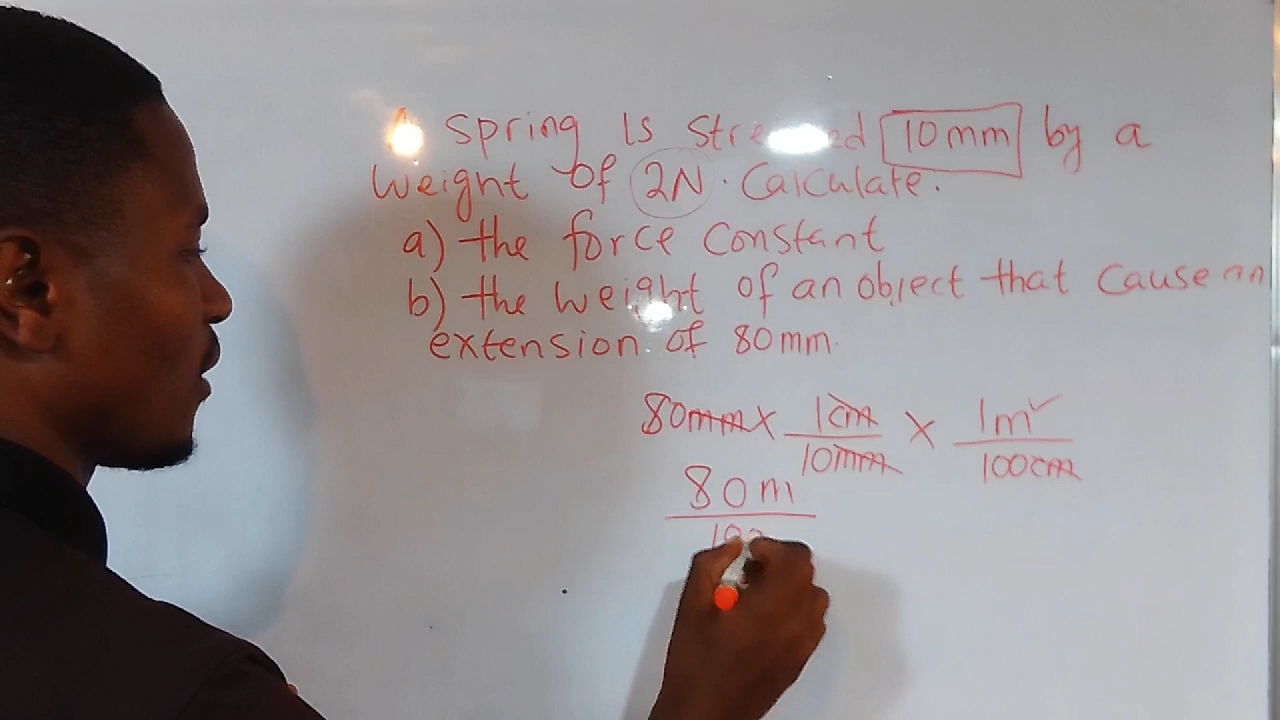 Spring Is 10mm by a
Weight of 2N. Calculate.
a) the force constant
b) the weight of an object that cause an
extension of 80mm.
80mm x 1cm/10mm x 1m/100cm
80m